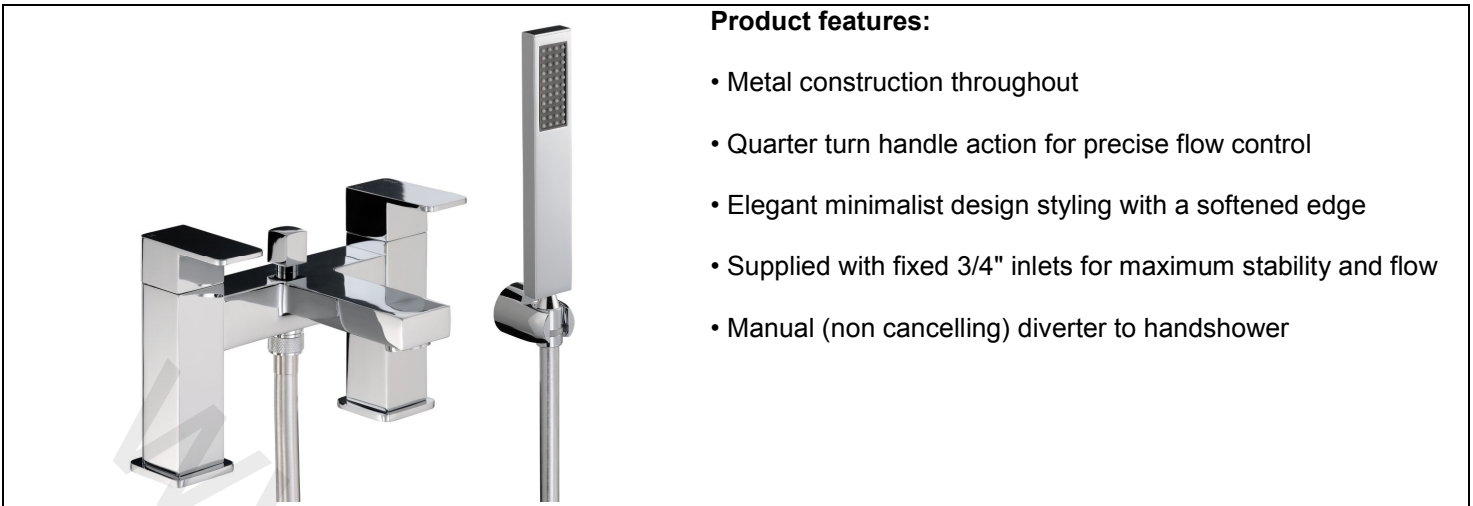 Product features:
• Metal construction throughout
• Quarter turn handle action for precise flow control
• Elegant minimalist design styling with a softened edge
• Supplied with fixed 3/4" inlets for maximum stability and flow
• Manual (non cancelling) diverter to handshower